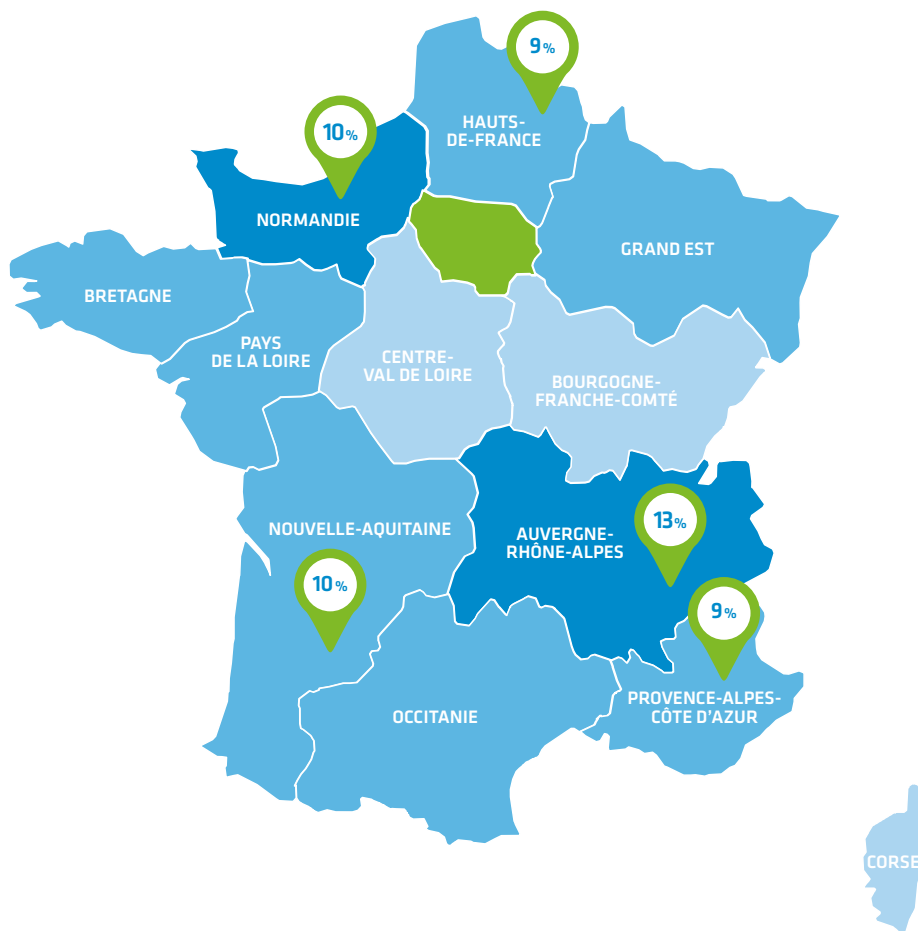 9%
HAUTS-
DE-FRANCE
10%
NORMANDIE
GRAND EST
BRETAGNE
PAYS
DE LA LOIRE
CENTRE-
VAL DE LOIRE
BOURGOGNE-
FRANCHE-COMTÉ
NOUVELLE-AQUITAINE
10%
13%
AUVERGNE-
RHÔNE-ALPES
9%
PROVENCE-ALPES-
CÔTE D'AZUR
OCCITANIE
CORSE